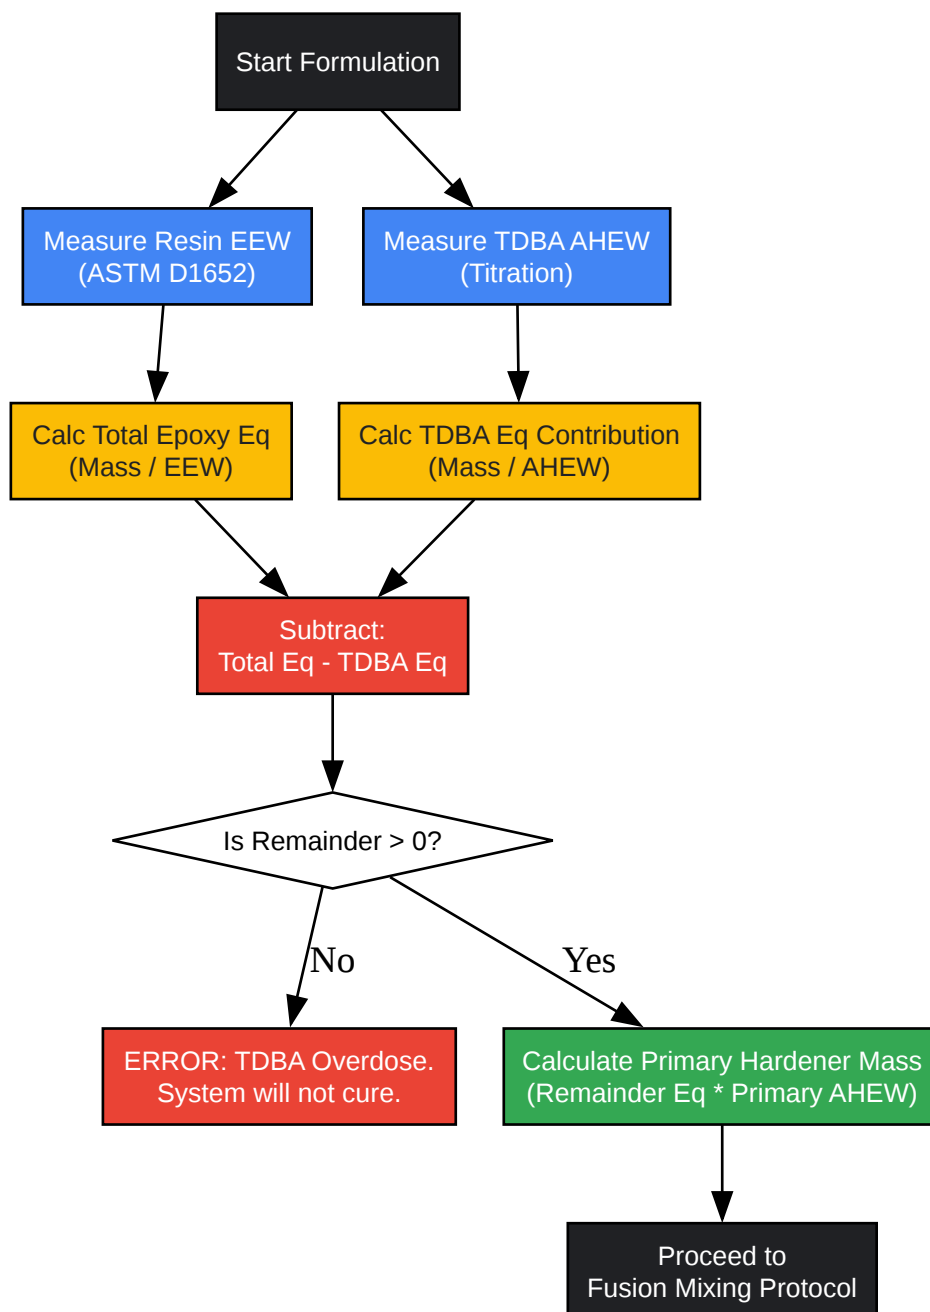 Start Formulation
Measure Resin EEW
(ASTM D1652)
Measure TDBA AHEW
(Titration)
Calc Total Epoxy Eq
(Mass / EEW)
Calc TDBA Eq Contribution
(Mass / AHEW)
Subtract:
Total Eq - TDBA Eq
Is Remainder > 0?
No
Yes
ERROR: TDBA Overdose.
System will not cure.
Calculate Primary Hardener Mass
(Remainder Eq * Primary AHEW)
Proceed to
Fusion Mixing Protocol